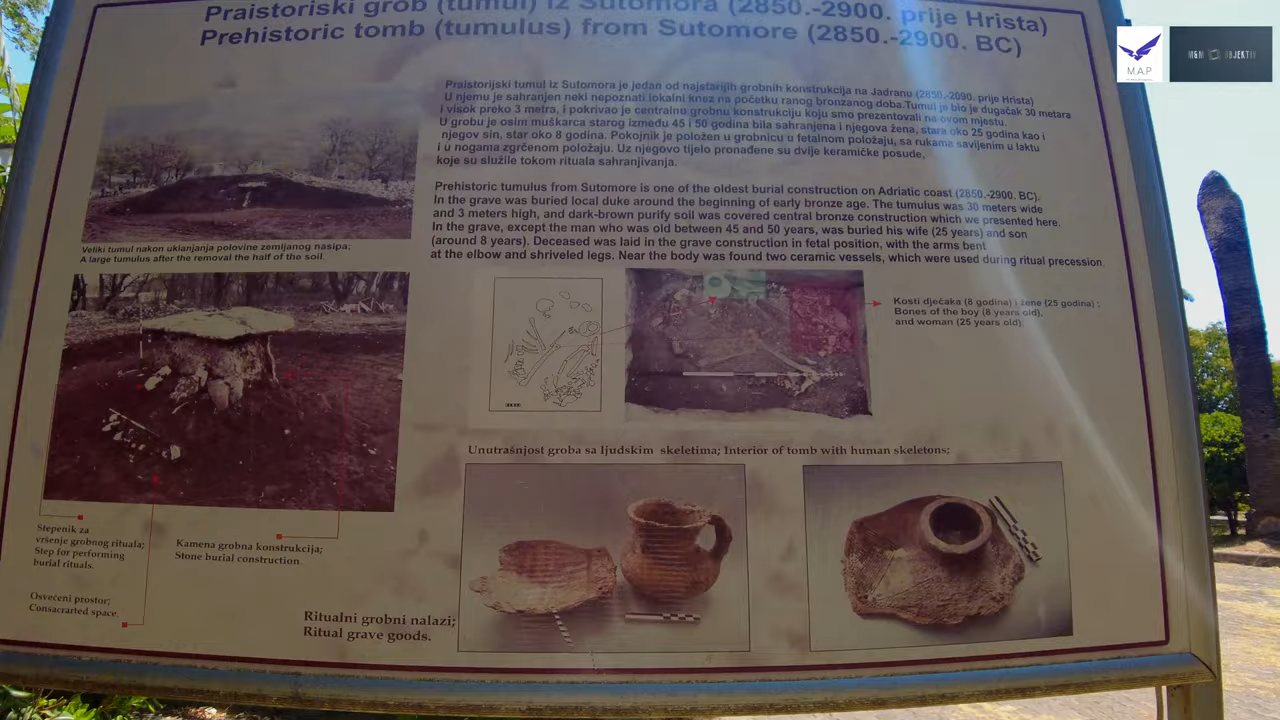 Praistoriski grob (tumul) iz Sutomora (2850.-2900. prije Hrista)
Prehistoric tomb (tumulus) from Sutomore (2850.-2900. BC)
Praistorijski tumul iz Sutomora je jedan od najstarijih grobnih konstrukcija na Jadranu (2850.-2090. prije Hrista)
U njemu je sahranjen neki nepoznati lokalni knez na početku ranog bronzanog doba.Tumul je bio je dugačak 30 metara
i visok preko 3 metra, i pokrivao je centralnu grobnu konstrukciju koju smo prezentovali na ovom mjestu.
U grobu je osim muškarca starog između 45 i 50 godina bila sahranjena i njegova žena, stara oko 25 godina kao i
njegov sin, star oko 8 godina. Pokojnik je položen u grobnicu u fetalnom položaju, sa rukama savijenim u laktu
i u nogama zgrčenom položaju. Uz njegovo tijelo pronađene su dvije keramičke posude,
koje su služile tokom rituala sahranjivanja.
Prehistoric tumulus from Sutomore is one of the oldest burial construction on Adriatic coast (2850.-2900. BC).
In the grave was buried local duke around the beginning of early bronze age. The tumulus was 30 meters wide
and 3 meters high, and dark-brown purify soil was covered central bronze construction which we presented here.
In the grave, except the man who was old between 45 and 50 years, was buried his wife (25 years) and son
(around 8 years). Deceased was laid in the grave construction in fetal position, with the arms bent
at the elbow and shriveled legs. Near the body was found two ceramic vessels, which were used during ritual precession.
Veliki tumul nakon uklanjanja polovine zemljanog nasipa;
A large tumulus after the removal the half of the soil.
Kosti dječaka (8 godina) i žene (25 godina) ;
Bones of the boy (8 years old),
and woman (25 years old).
Unutrašnjost groba sa ljudskim skeletima; Interior of tomb with human skeletons;
Stepenik za
vršenje grobnog rituala;
Step for performing
burial rituals.
Kamena grobna konstrukcija;
Stone burial construction.
Osvećeni prostor;
Consacrarted space.
Ritualni grobni nalazi;
Ritual grave goods.
M.A.P
M&M OBJEKTIV